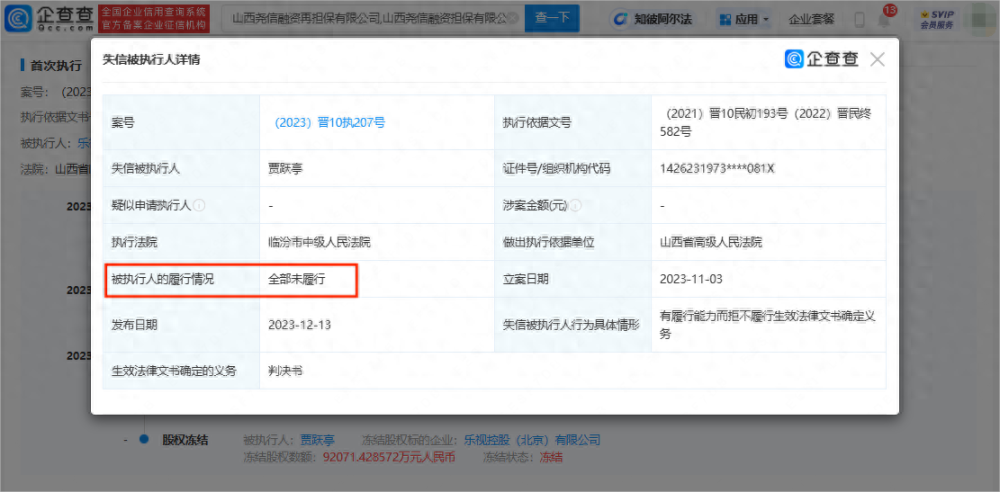 企查查
Qcc.com
全国企业信用查询系统
官方备案企业征信机构
山西尧信融资再担保有限公司,山西尧信融资担保有限公
查一下
知彼阿尔法
应用
企业套餐
13
SVIP
会员服务
首次执行
案号： （2023
执行依据文书
被执行人：乐
法院：山西省
2023
2023
2023
失信被执行人详情
企查查
案号
（2023）晋10执207号
执行依据文号
（2021）晋10民初193号（2022）晋民终
582号
失信被执行人
贾跃亭
证件号/组织机构代码
1426231973****081X
疑似申请执行人
-
涉案金额(元)
-
执行法院
临汾市中级人民法院
做出执行依据单位
山西省高级人民法院
被执行人的履行情况
全部未履行
立案日期
2023-11-03
发布日期
2023-12-13
失信被执行人行为具体情形
有履行能力而拒不履行生效法律文书确定义
务
生效法律文书确定的义务
判决书
-
股权冻结
被执行人：贾跃亭 冻结股权标的企业：乐视控股（北京）有限公司
冻结股权数额：92071.428572万元人民币 冻结状态：冻结